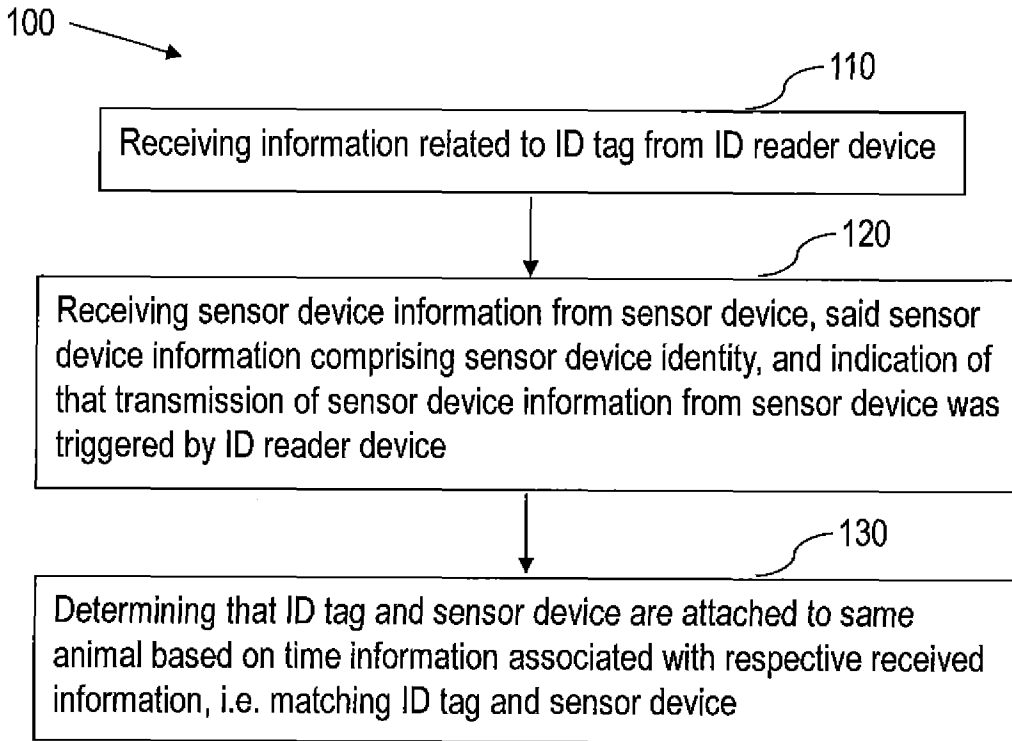 100
110
Receiving information related to ID tag from ID reader device
120
Receiving sensor device information from sensor device, said sensor
device information comprising sensor device identity, and indication of
that transmission of sensor device information from sensor device was
triggered by ID reader device
130
Determining that ID tag and sensor device are attached to same
animal based on time information associated with respective received
information, i.e. matching ID tag and sensor device